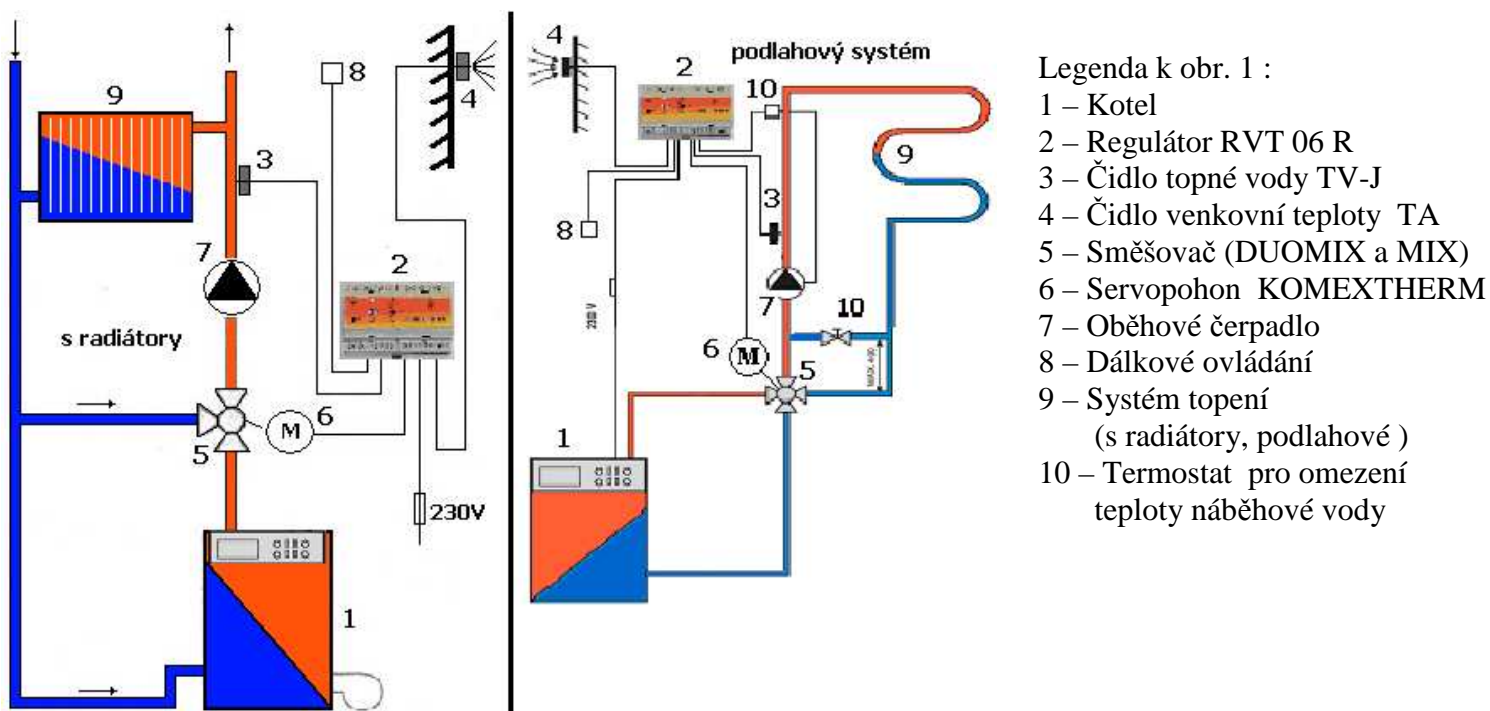 9
8
4
3
7
2
s radiátory
6
M
5
230V
1
4
podlahový systém
2
10
9
3
8
230 V
7
10
6
M
5
MAX. 400
1
Legenda k obr. 1 :
1 – Kotel
2 – Regulátor RVT 06 R
3 – Čidlo topné vody TV-J
4 – Čidlo venkovní teploty TA
5 – Směšovač (DUOMIX a MIX)
6 – Servopohon KOMEXTHERM
7 – Oběhové čerpadlo
8 – Dálkové ovládání
9 – Systém topení
(s radiátory, podlahové )
10 – Termostat pro omezení
teploty náběhové vody